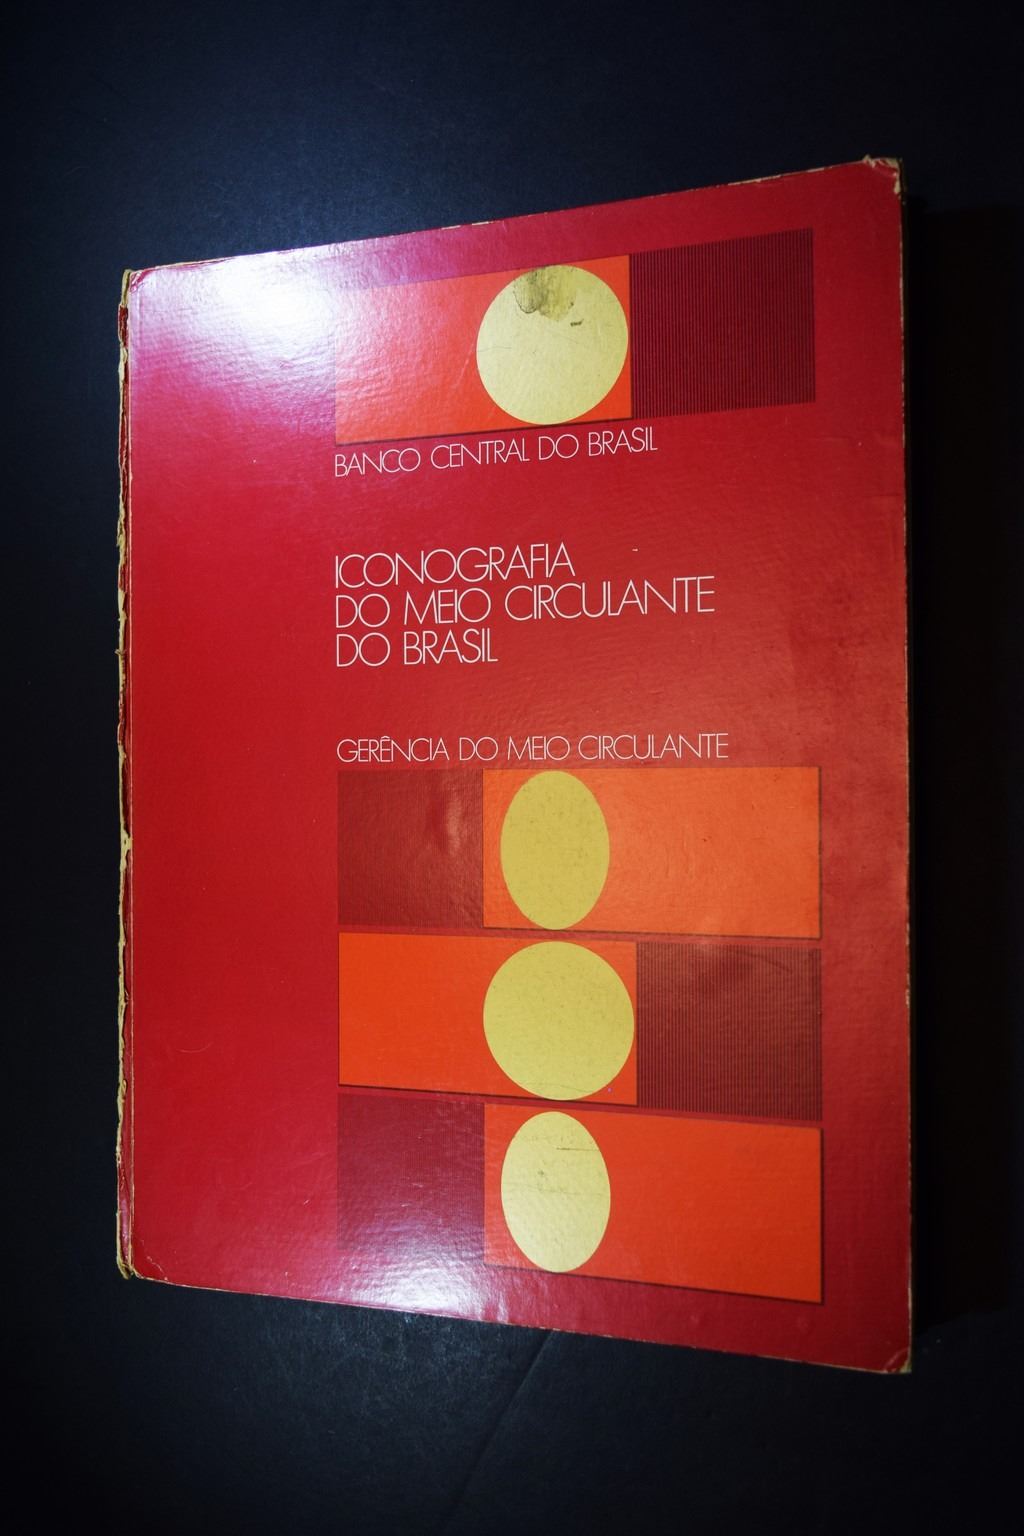 BANCO CENTRAL DO BRASIL
ICONOGRAFIA
DO MEIO CIRCULANTE
DO BRASIL
GERÊNCIA DO MEIO CIRCULANTE